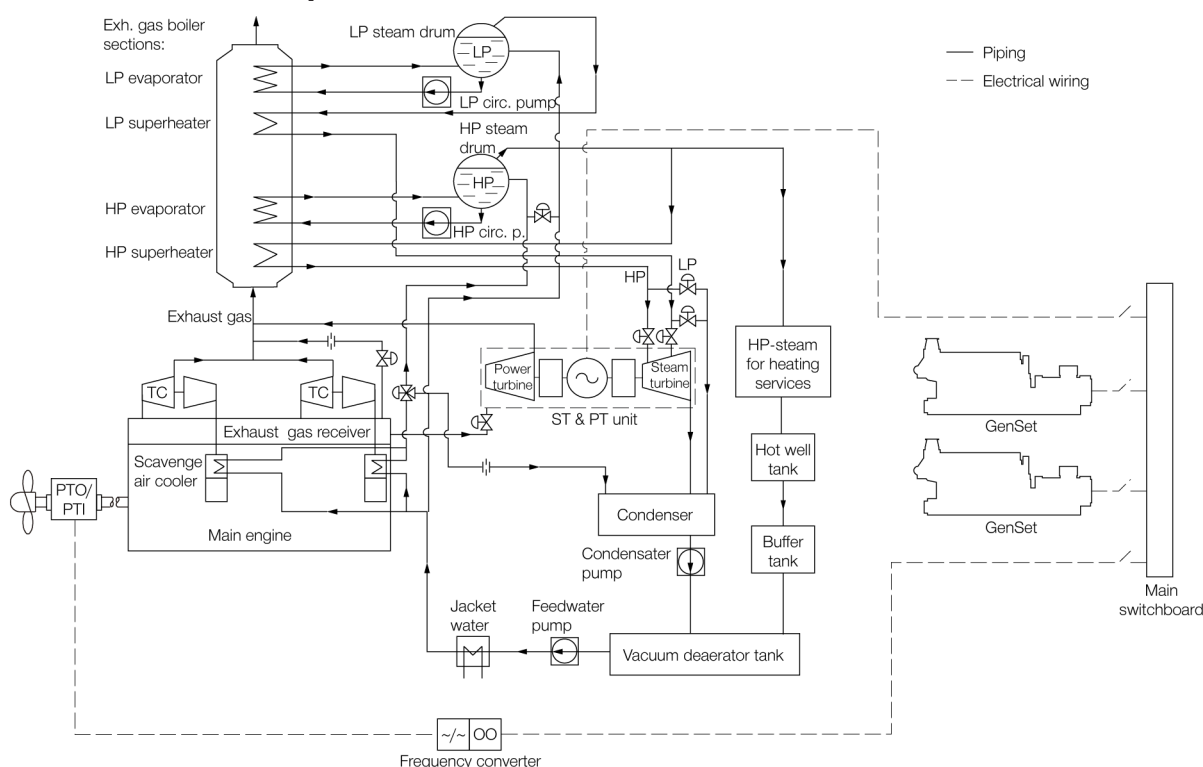 Exh. gas boiler
sections:
LP evaporator
LP superheater
HP evaporator
HP superheater
LP steam drum
LP
LP circ. pump
HP steam
drum
HP
HP circ. p.
Piping
Electrical wiring
HP
LP
Exhaust gas
TC
TC
Exhaust gas receiver
Scavenge
air cooler
Main engine
PTO/
PTI
Power
turbine
~
Steam
turbine
ST & PT unit
HP-steam
for heating
services
Hot well
tank
Buffer
tank
Condenser
Condensater
pump
Vacuum deaerator tank
Feedwater
pump
Jacket
water
GenSet
GenSet
Main
switchboard
~/~
OO
Frequency converter